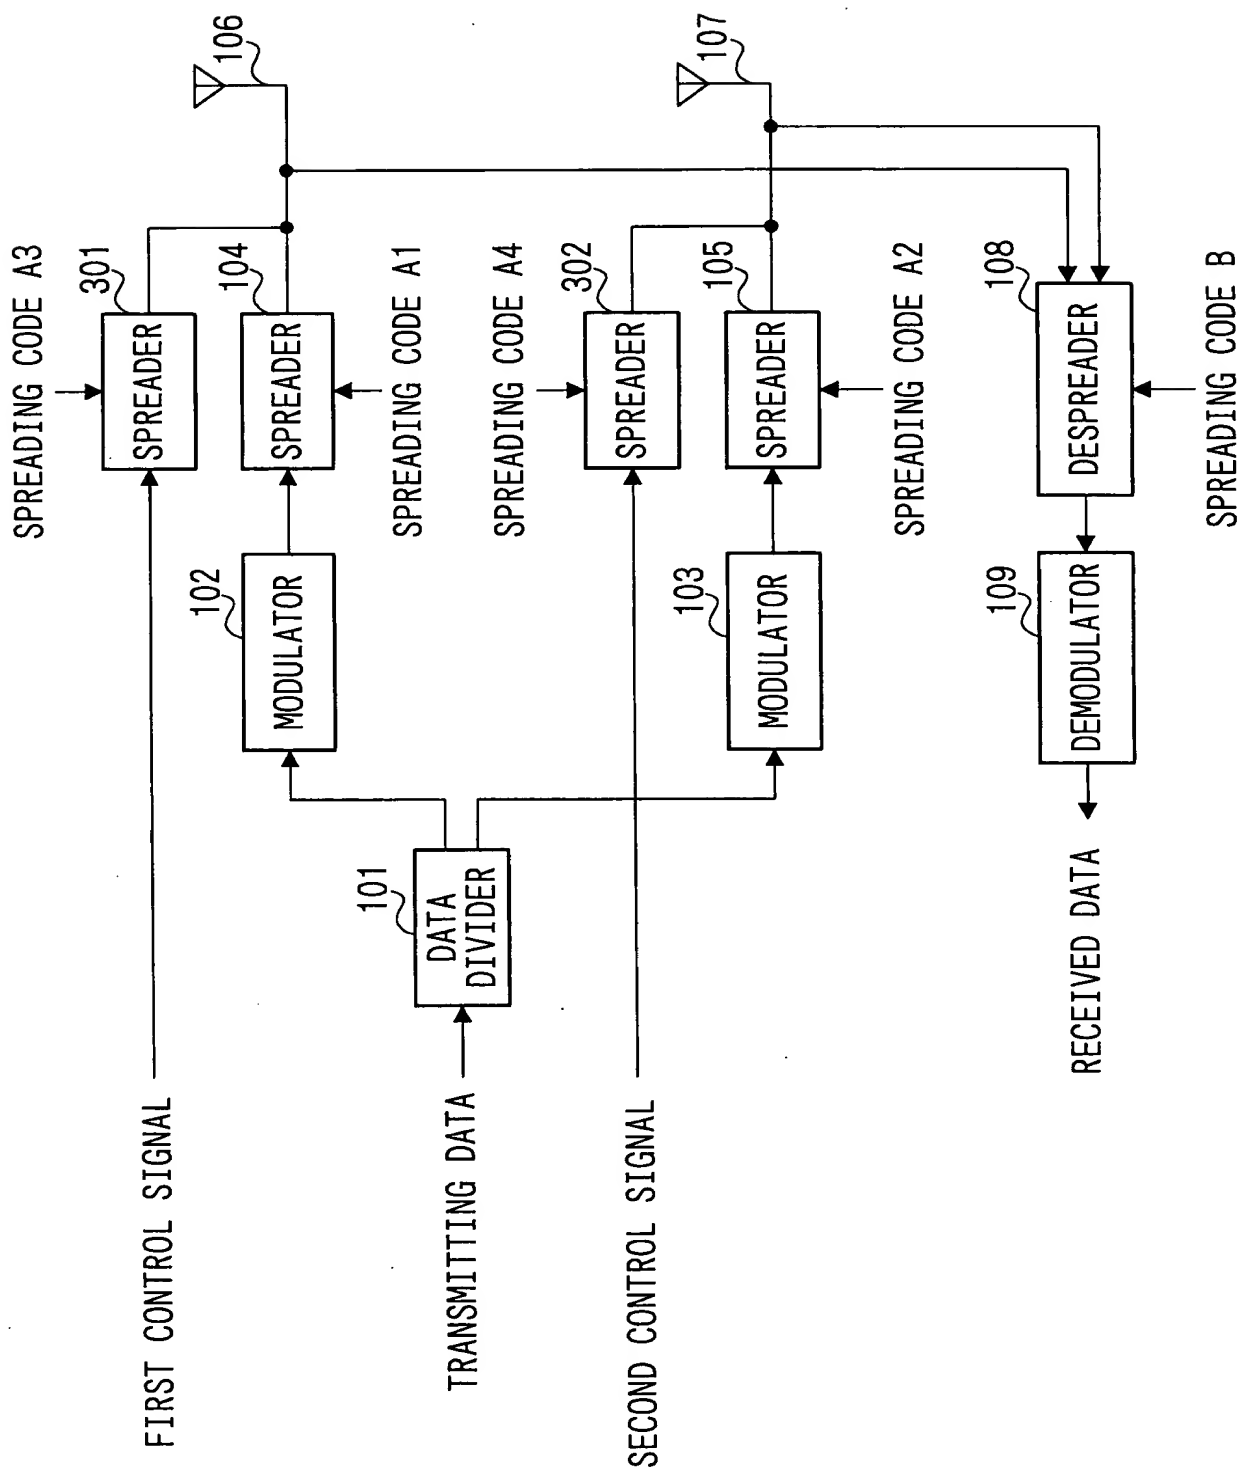 SPREADING CODE A3
301
106
FIRST CONTROL SIGNAL
SPREADER
102
104
MODULATOR
SPREADER
SPREADING CODE A1
101
TRANSMITTING DATA
DATA
DIVIDER
SPREADING CODE A4
302
107
SECOND CONTROL SIGNAL
SPREADER
103
105
MODULATOR
SPREADER
SPREADING CODE A2
109
108
RECEIVED DATA
DEMODULATOR
DESPREADER
SPREADING CODE B